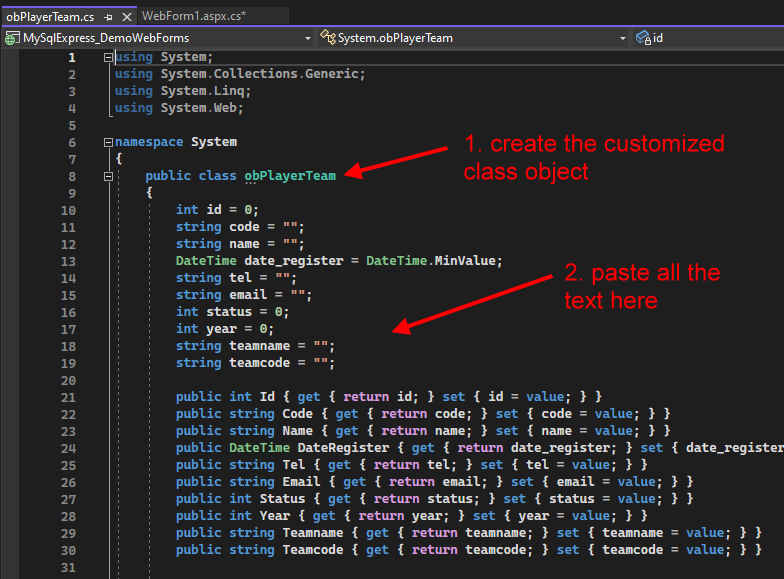 obPlayerTeam.cs
WebForm1.aspx.cs*
MySqlExpress_DemoWebForms
System.obPlayerTeam
id
1 using System;
2 using System.Collections.Generic;
3 using System.Linq;
4 using System.Web;
5
6 namespace System
7 {
8 public class obPlayerTeam
9 {
10 int id = 0;
11 string code = "";
12 string name = "";
13 DateTime date_register = DateTime.MinValue;
14 string tel = "";
15 string email = "";
16 int status = 0;
17 int year = 0;
18 string teamname = "";
19 string teamcode = "";
20
21 public int Id { get { return id; } set { id = value; } }
22 public string Code { get { return code; } set { code = value; } }
23 public string Name { get { return name; } set { name = value; } }
24 public DateTime DateRegister { get { return date_register; } set { date_register
25 public string Tel { get { return tel; } set { tel = value; } }
26 public string Email { get { return email; } set { email = value; } }
27 public int Status { get { return status; } set { status = value; } }
28 public int Year { get { return year; } set { year = value; } }
29 public string Teamname { get { return teamname; } set { teamname = value; } }
30 public string Teamcode { get { return teamcode; } set { teamcode = value; } }
31
1. create the customized
class object
2. paste all the
text here